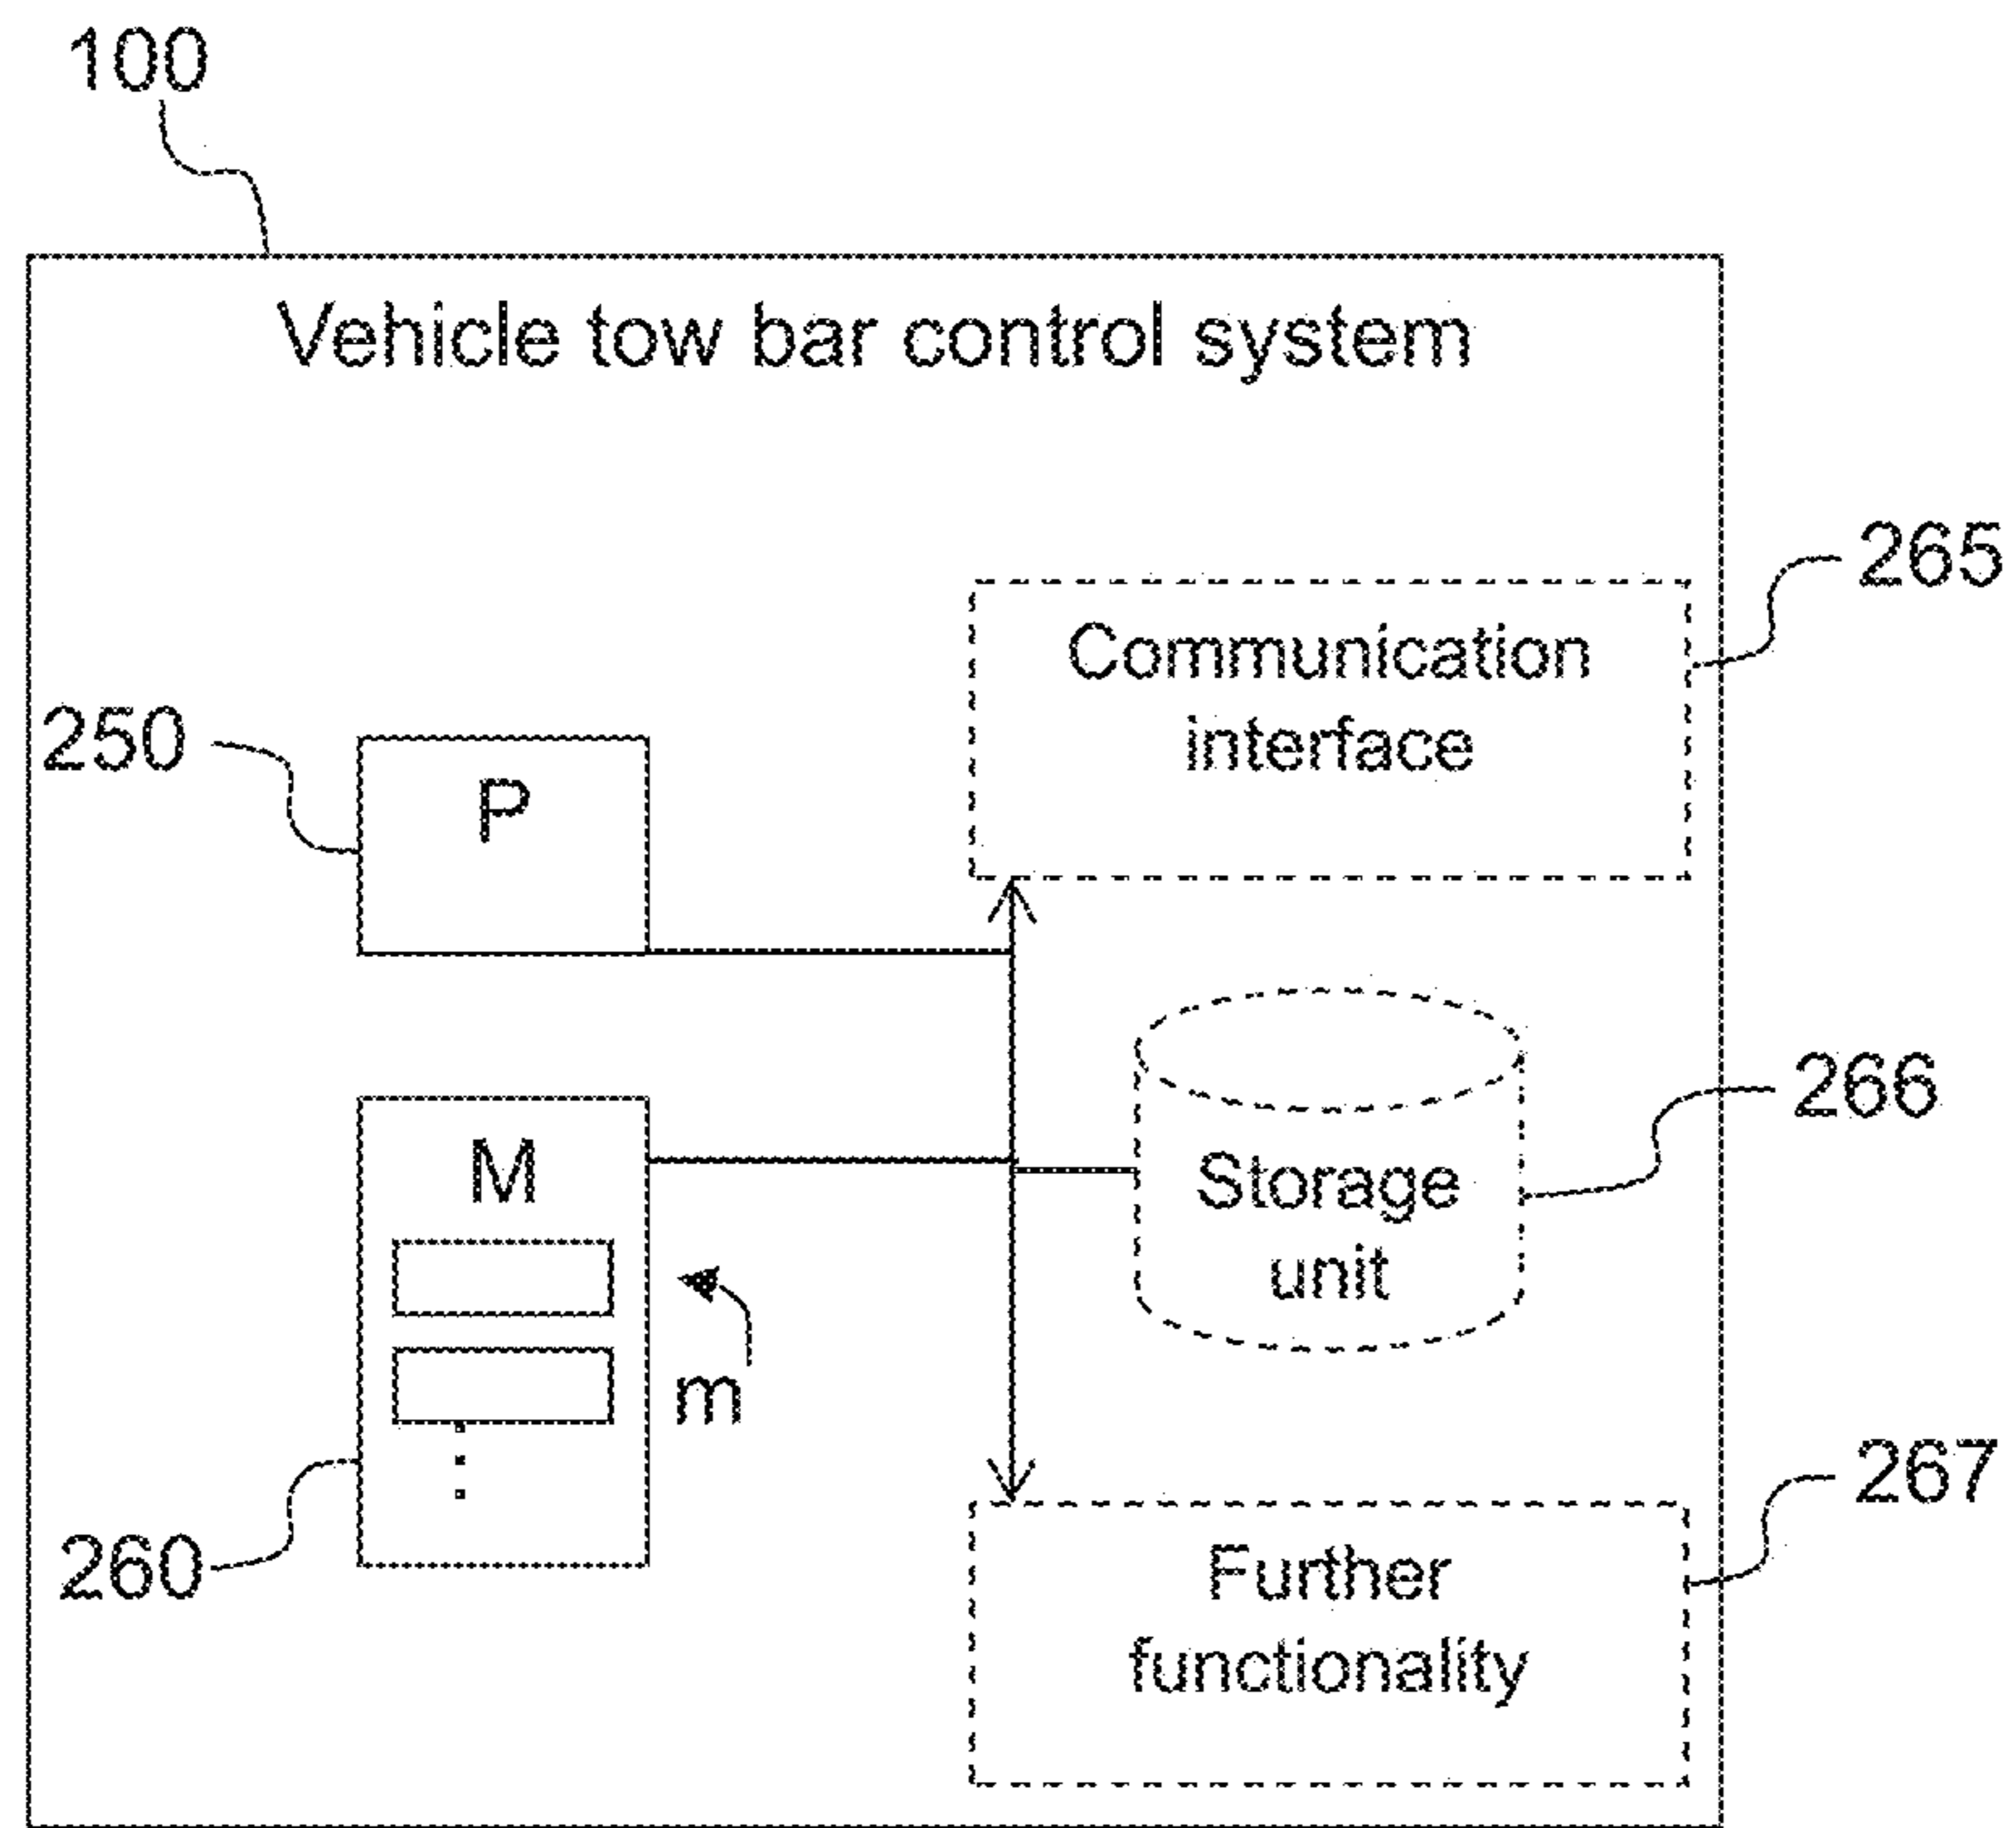 100
Vehicle tow bar control system
265
Communication
interface
250
P
266
M
Storage
unit
m
267
260
Further
functionality